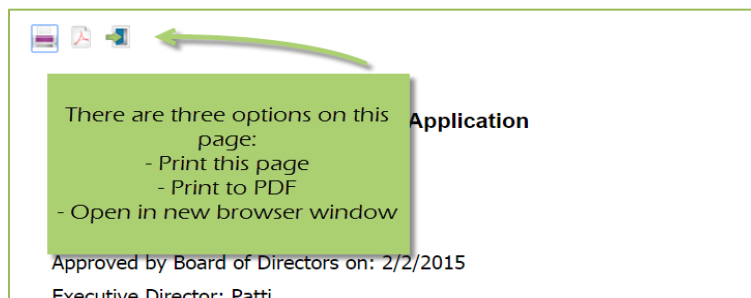 There are three options on this
page:
- Print this page
- Print to PDF
- Open in new browser window
Application
Approved by Board of Directors on: 2/2/2015
Executive Director: Patti